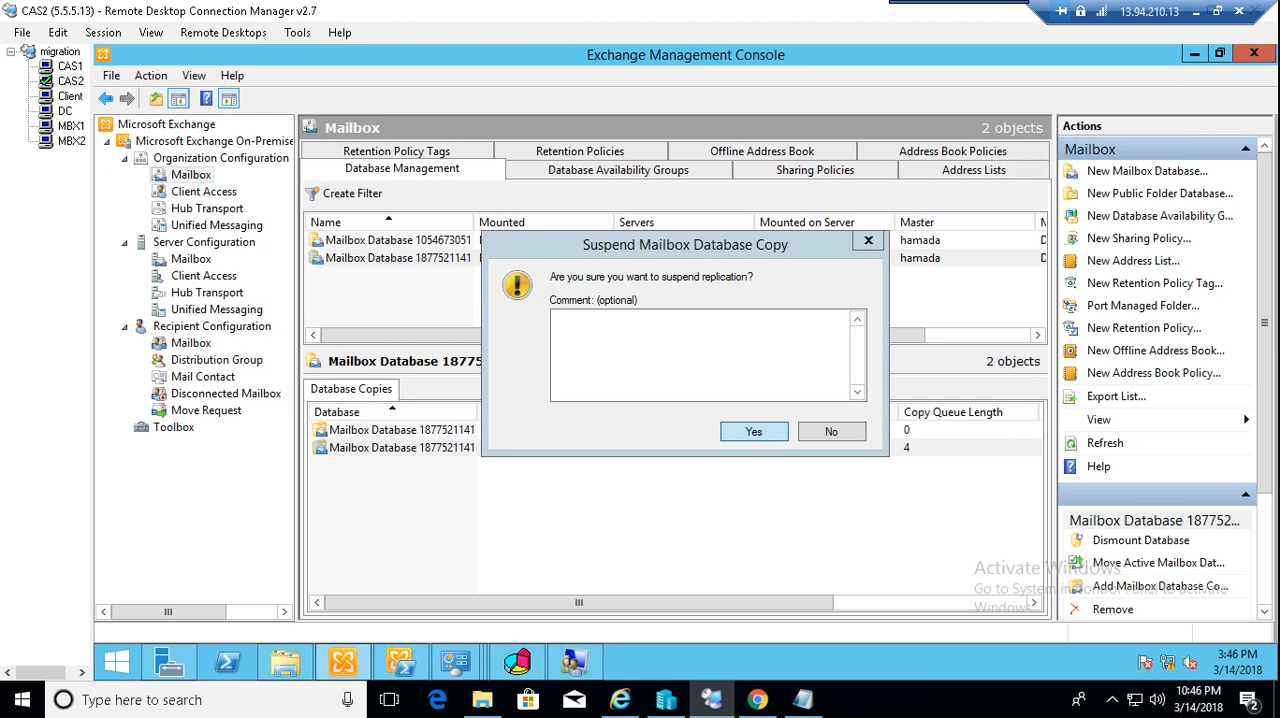 CAS2 (5.5.5.13) - Remote Desktop Connection Manager v2.7
13.94.210.13
File Edit Session View Remote Desktops Tools Help
migration
CAS1
CAS2
Client
DC
MBX1
MBX2
Exchange Management Console
File Action View Help
Microsoft Exchange
Microsoft Exchange On-Premise
Organization Configuration
Mailbox
Client Access
Hub Transport
Unified Messaging
Server Configuration
Mailbox
Client Access
Hub Transport
Unified Messaging
Recipient Configuration
Mailbox
Distribution Group
Mail Contact
Disconnected Mailbox
Move Request
Toolbox
Mailbox 2 objects
Retention Policy Tags Retention Policies Offline Address Book Address Book Policies
Database Management Database Availability Groups Sharing Policies Address Lists
Create Filter
Name Mounted Servers Mounted on Server Master M
Mailbox Database 1054673051 hamada D
Mailbox Database 1877521141 hamada D
Suspend Mailbox Database Copy
Are you sure you want to suspend replication?
Comment: (optional)
Yes No
Mailbox Database 18775 2 objects
Database Copies
Database Copy Queue Length
Mailbox Database 1877521141 0
Mailbox Database 1877521141 4
Actions
Mailbox
New Mailbox Database...
New Public Folder Database...
New Database Availability G...
New Sharing Policy...
New Address List...
New Retention Policy Tag...
Port Managed Folder...
New Retention Policy...
New Offline Address Book...
New Address Book Policy...
Export List...
View
Refresh
Help
Mailbox Database 187752...
Dismount Database
Move Active Mailbox Dat...
Add Mailbox Database Co...
Remove
Activate Windows
Go to System in Control Panel to activate
Windows.
3:46 PM
3/14/2018
Type here to search
10:46 PM
3/14/2018
2